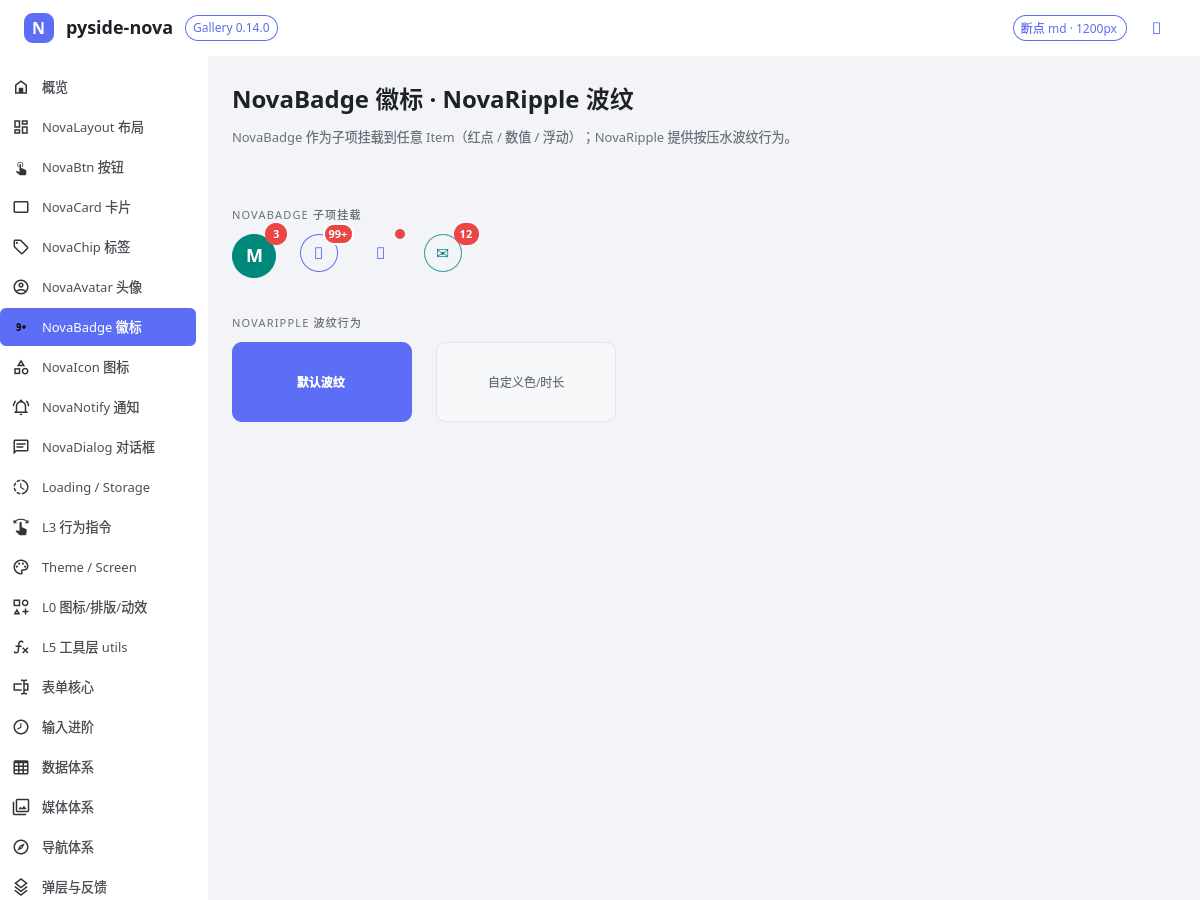 N pyside-nova Gallery 0.14.0 断点 md · 1200px
概览
NovaLayout 布局
NovaBtn 按钮
NovaCard 卡片
NovaChip 标签
NovaAvatar 头像
9+ NovaBadge 徽标
NovaIcon 图标
NovaNotify 通知
NovaDialog 对话框
Loading / Storage
L3 行为指令
Theme / Screen
L0 图标/排版/动效
L5 工具层 utils
表单核心
输入进阶
数据体系
媒体体系
导航体系
弹层与反馈
NovaBadge 徽标 · NovaRipple 波纹
NovaBadge 作为子项挂载到任意 Item（红点 / 数值 / 浮动）；NovaRipple 提供按压水波纹行为。
NOVABADGE 子项挂载
M 3 99+ 12
NOVARIPPLE 波纹行为
默认波纹 自定义色/时长